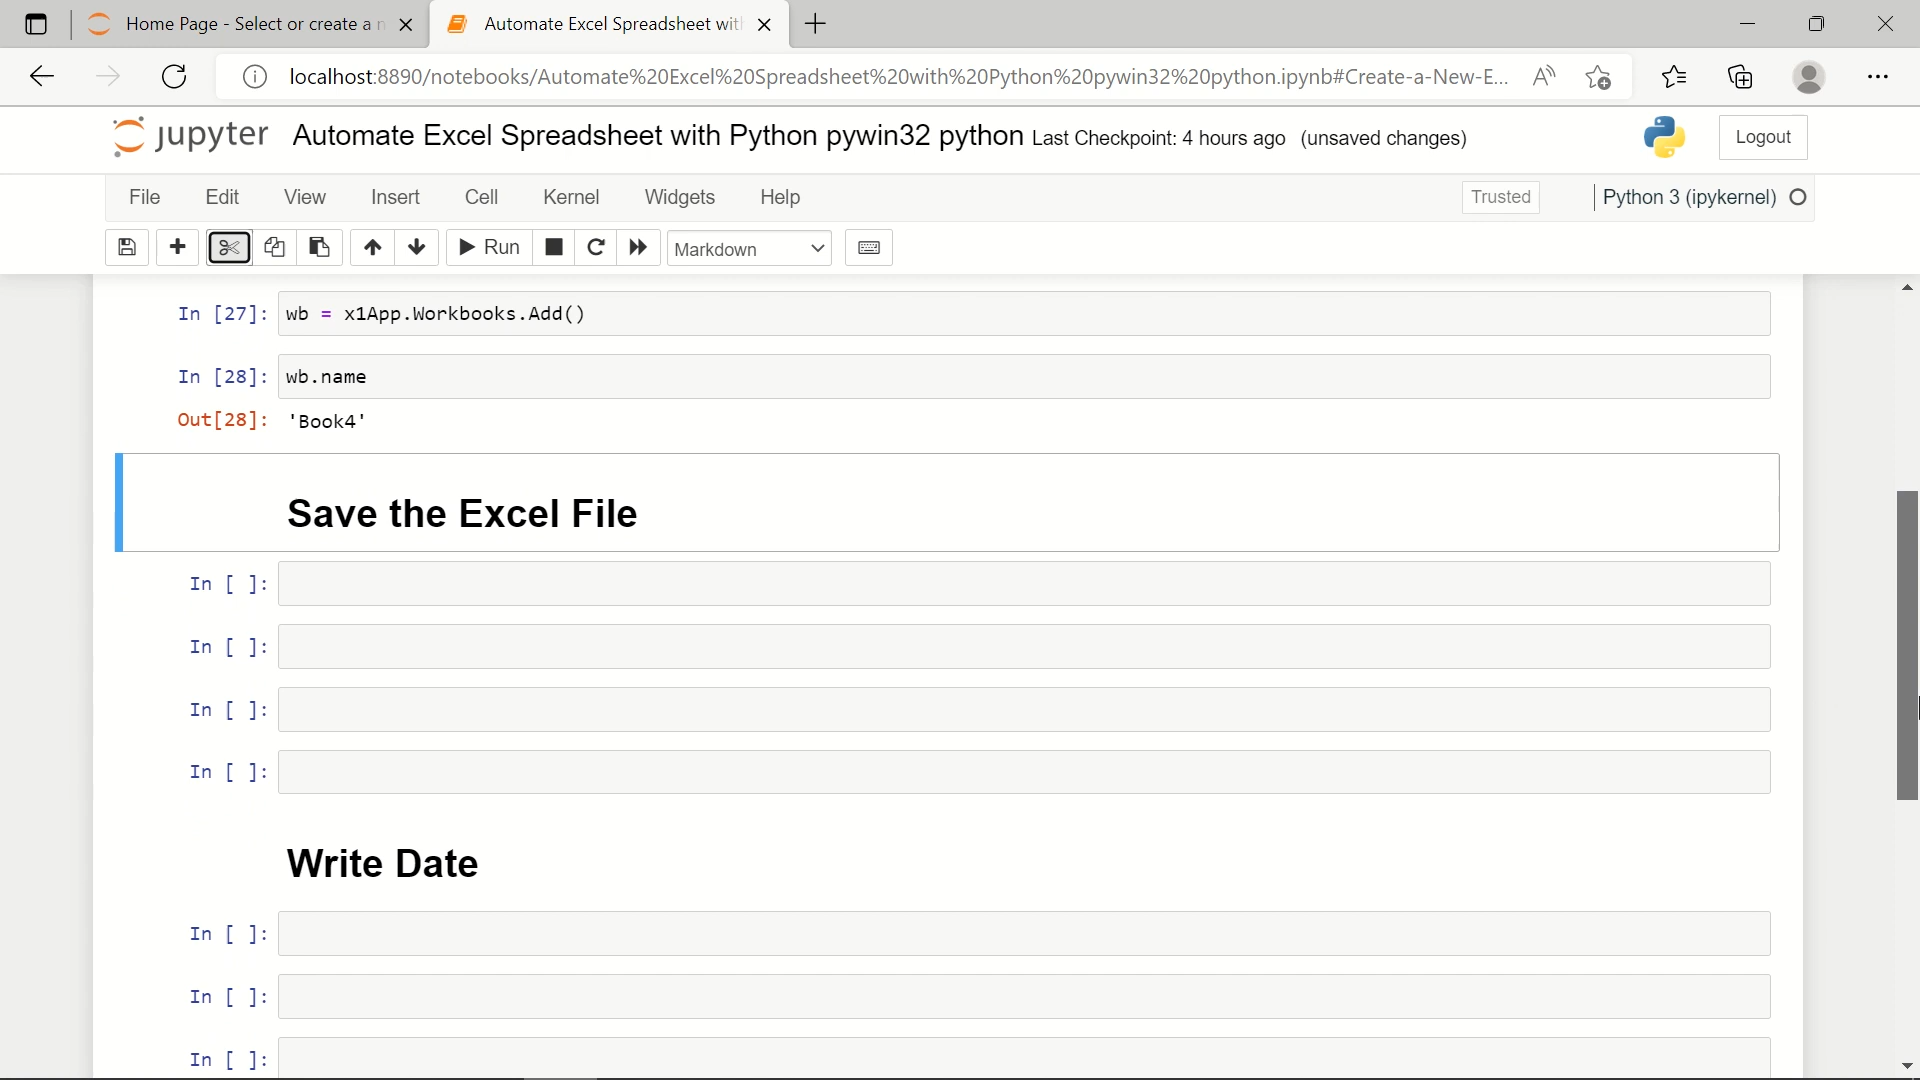 Home Page - Select or create a n
Automate Excel Spreadsheet wit
localhost:8890/notebooks/Automate%20Excel%20Spreadsheet%20with%20Python%20pywin32%20python.ipynb#Create-a-New-E...
jupyter Automate Excel Spreadsheet with Python pywin32 python Last Checkpoint: 4 hours ago (unsaved changes) Logout
File Edit View Insert Cell Kernel Widgets Help Trusted Python 3 (ipykernel)
Run Markdown
In [27]: wb = x1App.Workbooks.Add()
In [28]: wb.name
Out[28]: 'Book4'
Save the Excel File
In [ ]:
In [ ]:
In [ ]:
In [ ]:
Write Date
In [ ]:
In [ ]:
In [ ]: